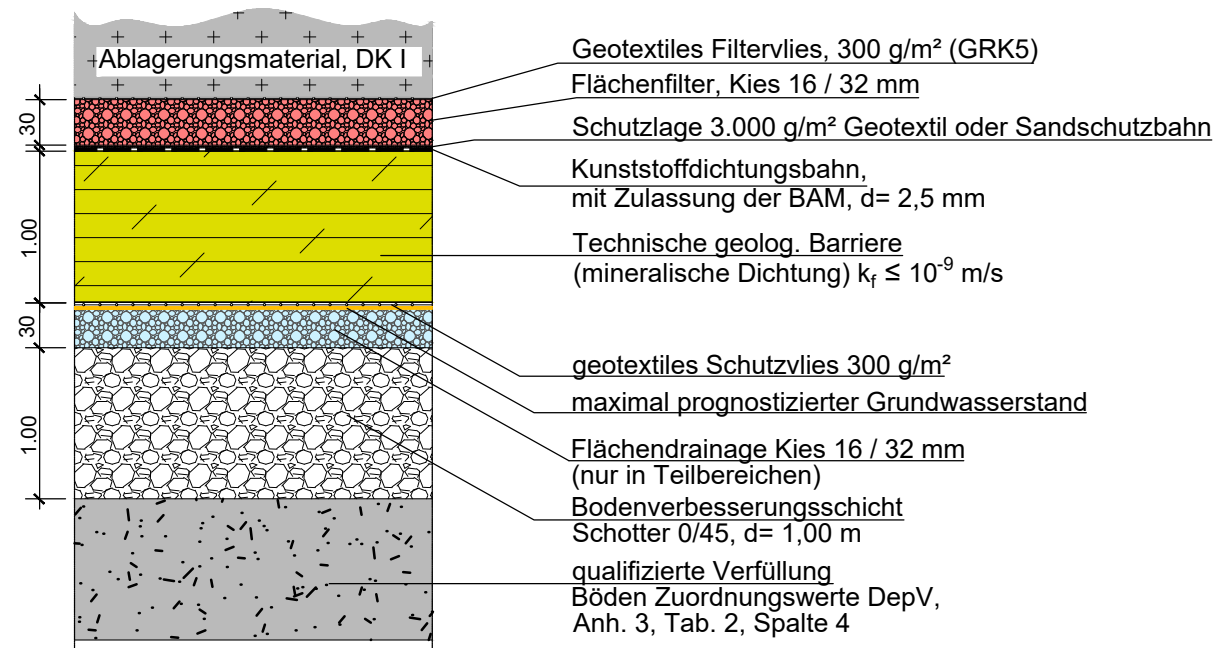 Ablagerungsmaterial, DK I
Geotextiles Filtervlies, 300 g/m² (GRK5)
Flächenfilter, Kies 16 / 32 mm
30
Schutzlage 3.000 g/m² Geotextil oder Sandschutzbahn
Kunststoffdichtungsbahn,
mit Zulassung der BAM, d= 2,5 mm
1.00
Technische geolog. Barriere
(mineralische Dichtung) kf ≤ 10-9 m/s
30
geotextiles Schutzvlies 300 g/m²
maximal prognostizierter Grundwasserstand
1.00
Flächendrainage Kies 16 / 32 mm
(nur in Teilbereichen)
Bodenverbesserungsschicht
Schotter 0/45, d= 1,00 m
qualifizierte Verfüllung
Böden Zuordnungswerte DepV,
Anh. 3, Tab. 2, Spalte 4